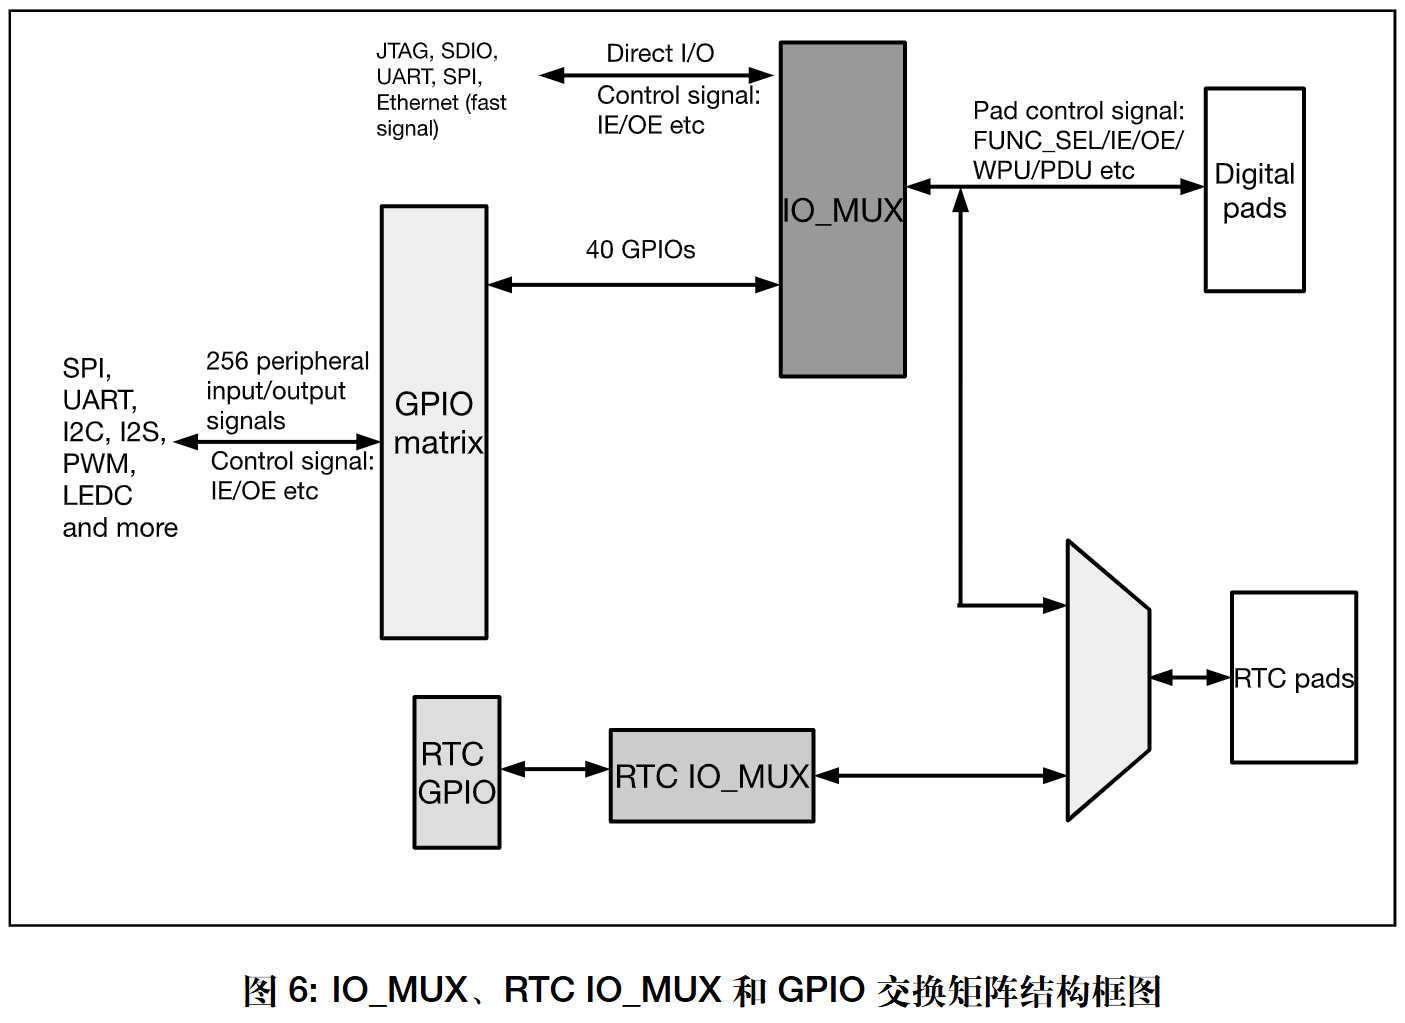 JTAG, SDIO,
UART, SPI,
Ethernet (fast
signal)
Direct I/O
Control signal:
IE/OE etc
IO_MUX
Pad control signal:
FUNC_SEL/IE/OE/
WPU/PDU etc
Digital
pads
40 GPIOs
SPI,
UART,
I2C, I2S,
PWM,
LEDC
and more
256 peripheral
input/output
signals
Control signal:
IE/OE etc
GPIO
matrix
RTC
GPIO
RTC IO_MUX
RTC pads
图 6: IO_MUX、RTC IO_MUX 和 GPIO 交换矩阵结构框图